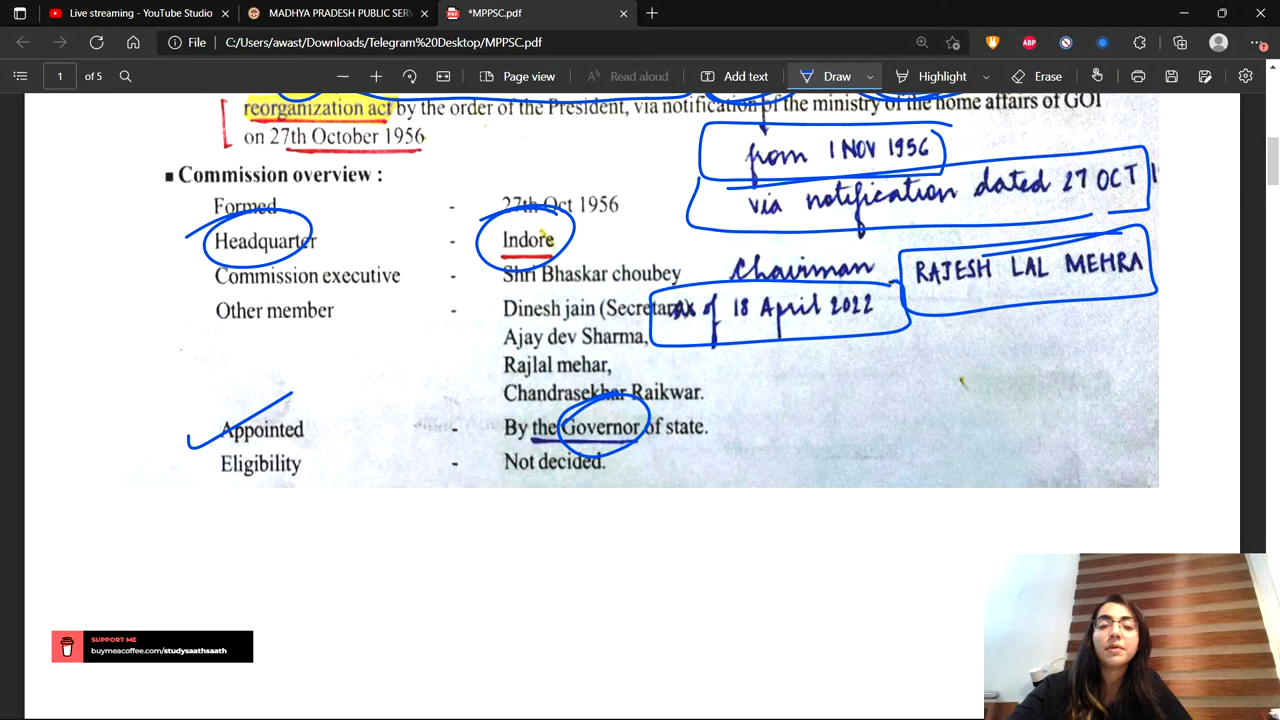 Live streaming - YouTube Studio
MADHYA PRADESH PUBLIC SERV
*MPPSC.pdf
File
C:/Users/awast/Downloads/Telegram%20Desktop/MPPSC.pdf
ABP
1 of 5
Page view
Read aloud
Add text
Draw
Highlight
Erase
reorganization act by the order of the President, via notification of the ministry of the home affairs of GOI
on 27th October 1956
from 1 NOV 1956
via notification dated 27 OCT 1
Commission overview :
Formed - 27th Oct 1956
Headquarter - Indore
Commission executive - Shri Bhaskar choubey
Chairman - RAJESH LAL MEHRA
as of 18 April 2022
Other member - Dinesh jain
Ajay dev Sharma,
Rajlal mehar,
Chandrasekhar Raikwar.
Appointed - By the Governor of state.
Eligibility - Not decided.
SUPPORT ME
buymeacoffee.com/studysaathsaath